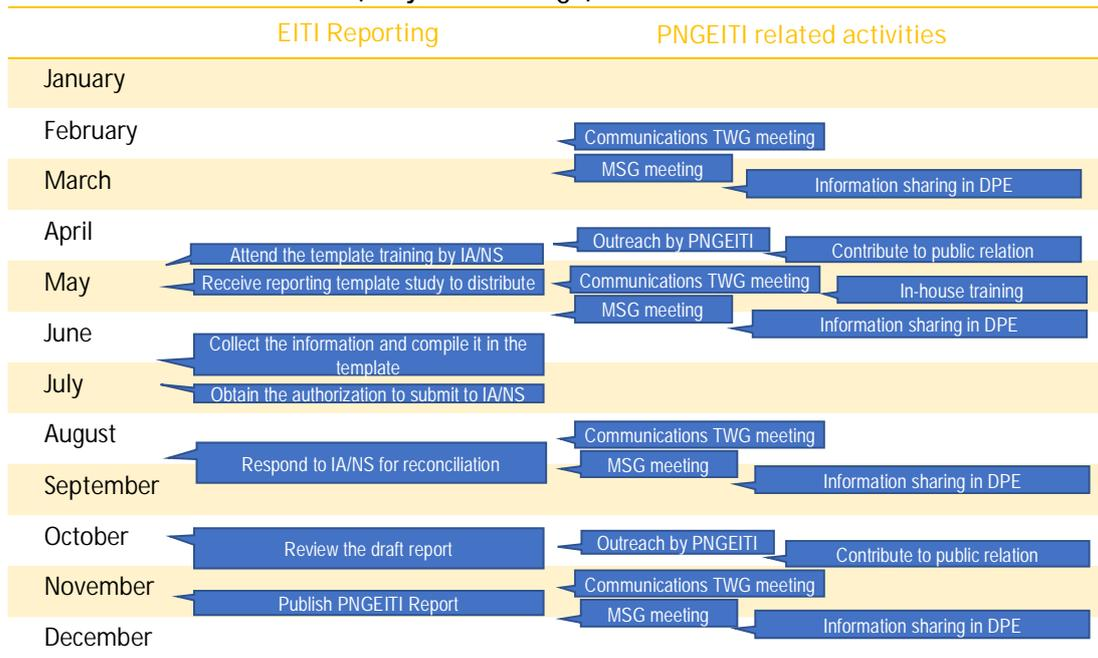 EITI Reporting
PNGEITI related activities
January
February
Communications TWG meeting
MSG meeting
March
Information sharing in DPE
April
Outreach by PNGEITI
Attend the template training by IA/NS
Contribute to public relation
May
Receive reporting template study to distribute
Communications TWG meeting
In-house training
MSG meeting
June
Information sharing in DPE
Collect the information and compile it in the
template
July
Obtain the authorization to submit to IA/NS
August
Communications TWG meeting
Respond to IA/NS for reconciliation
MSG meeting
September
Information sharing in DPE
October
Outreach by PNGEITI
Review the draft report
Contribute to public relation
November
Communications TWG meeting
Publish PNGEITI Report
MSG meeting
Information sharing in DPE
December